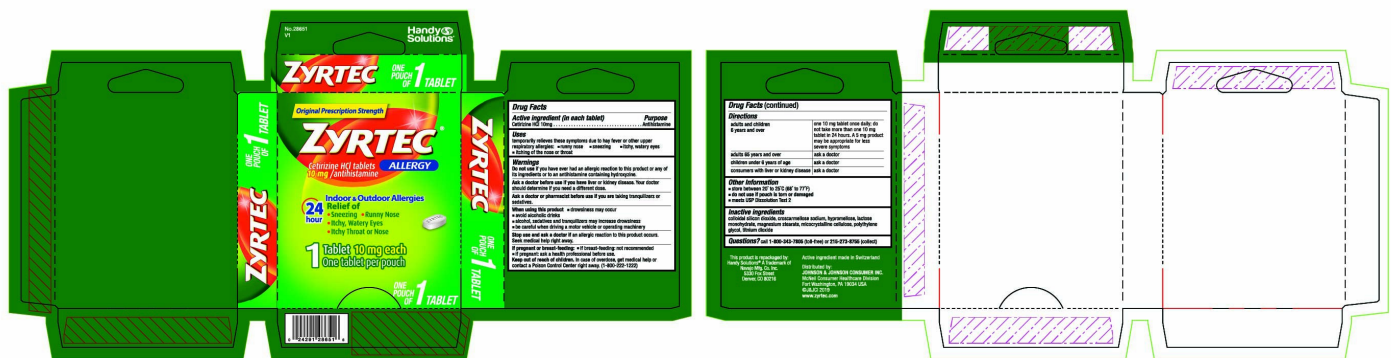 No.28651
V1
Handy
Solutions®
ZYRTEC
ONE
POUCH
OF 1 TABLET
Original Prescription Strength
ZYRTEC®
Cetirizine HCl tablets
10 mg /antihistamine
ALLERGY
Indoor & Outdoor Allergies
24
hour
Relief of
• Sneezing • Runny Nose
• Itchy, Watery Eyes
• Itchy Throat or Nose
1 Tablet 10 mg each
One tablet per pouch
ONE
POUCH
OF 1 TABLET
ONE
POUCH
OF 1 TABLET
ZYRTEC
ZYRTEC
ONE
POUCH
OF 1 TABLET
Drug Facts
Active ingredient (in each tablet) Purpose
Cetirizine HCl 10mg . . . . . . . . . . . . . . . . . . . . . . . . . . . . . . Antihistamine
Uses
temporarily relieves these symptoms due to hay fever or other upper
respiratory allergies: ▪ runny nose ▪ sneezing ▪ itchy, watery eyes
▪ itching of the nose or throat
Warnings
Do not use if you have ever had an allergic reaction to this product or any of
its ingredients or to an antihistamine containing hydroxyzine.
Ask a doctor before use if you have liver or kidney disease. Your doctor
should determine if you need a different dose.
Ask a doctor or pharmacist before use if you are taking tranquilizers or
sedatives.
When using this product ▪ drowsiness may occur
▪ avoid alcoholic drinks
▪ alcohol, sedatives and tranquilizers may increase drowsiness
▪ be careful when driving a motor vehicle or operating machinery
Stop use and ask a doctor if an allergic reaction to this product occurs.
Seek medical help right away.
If pregnant or breast-feeding: ▪ if breast-feeding: not recommended
▪ if pregnant: ask a health professional before use.
Keep out of reach of children. In case of overdose, get medical help or
contact a Poison Control Center right away. (1-800-222-1222)
Drug Facts (continued)
Directions
adults and children
6 years and over
one 10 mg tablet once daily; do
not take more than one 10 mg
tablet in 24 hours. A 5 mg product
may be appropriate for less
severe symptoms
adults 65 years and over ask a doctor
children under 6 years of age ask a doctor
consumers with liver or kidney disease ask a doctor
Other information
▪ store between 20° to 25°C (68° to 77°F)
▪ do not use if pouch is torn or damaged
▪ meets USP Dissolution Test 2
Inactive ingredients
colloidal silicon dioxide, croscarmellose sodium, hypromellose, lactose
monohydrate, magnesium stearate, microcrystalline cellulose, polyethylene
glycol, titanium dioxide
Questions? call 1-800-343-7805 (toll-free) or 215-273-8755 (collect)
This product is repackaged by:
Handy Solutions® A Trademark of
Navajo Mfg. Co. Inc.
5330 Fox Street
Denver, CO 80216
Active ingredient made in Switzerland
Distributed by:
JOHNSON & JOHNSON CONSUMER INC.
McNeil Consumer Healthcare Division
Fort Washington, PA 19034 USA
©J&JCI 2019
www.zyrtec.com